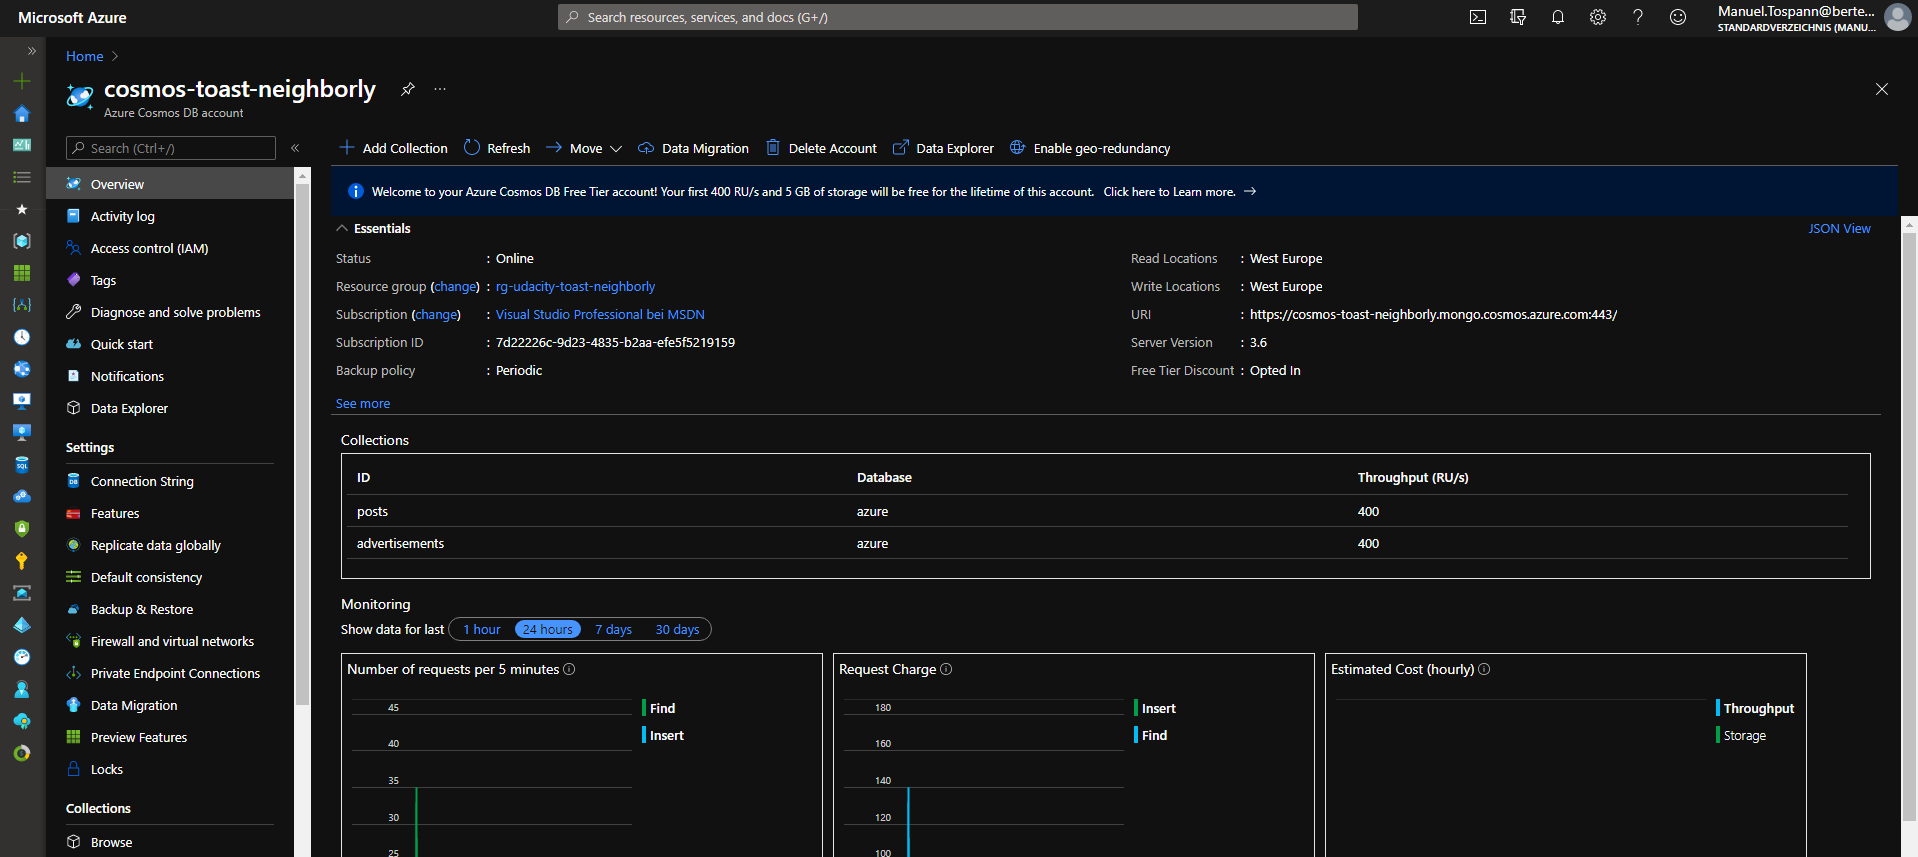 Microsoft Azure
Search resources, services, and docs (G+/)
Manuel.Tospann@berte...
STANDARDVERZEICHNIS (MANU...
Home
cosmos-toast-neighborly
Azure Cosmos DB account
Search (Ctrl+/)
Add Collection
Refresh
Move
Data Migration
Delete Account
Data Explorer
Enable geo-redundancy
Overview
Activity log
Access control (IAM)
Tags
Diagnose and solve problems
Quick start
Notifications
Data Explorer
Settings
Connection String
Features
Replicate data globally
Default consistency
Backup & Restore
Firewall and virtual networks
Private Endpoint Connections
Data Migration
Preview Features
Locks
Collections
Browse
Welcome to your Azure Cosmos DB Free Tier account! Your first 400 RU/s and 5 GB of storage will be free for the lifetime of this account. Click here to Learn more.
Essentials
JSON View
Status : Online
Resource group (change) : rg-udacity-toast-neighborly
Subscription (change) : Visual Studio Professional bei MSDN
Subscription ID : 7d22226c-9d23-4835-b2aa-efe5f5219159
Backup policy : Periodic
See more
Read Locations : West Europe
Write Locations : West Europe
URI : https://cosmos-toast-neighborly.mongo.cosmos.azure.com:443/
Server Version : 3.6
Free Tier Discount : Opted In
Collections
ID Database Throughput (RU/s)
posts azure 400
advertisements azure 400
Monitoring
Show data for last 1 hour 24 hours 7 days 30 days
Number of requests per 5 minutes
45
40
35
30
25
Find
Insert
Request Charge
180
160
140
120
100
Insert
Find
Estimated Cost (hourly)
Throughput
Storage